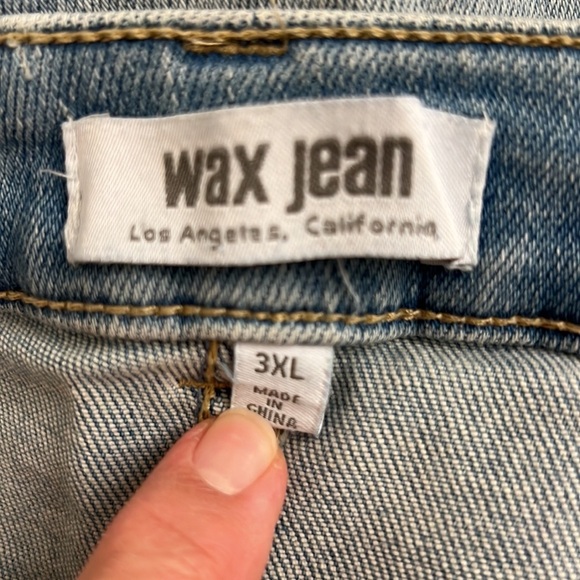 wax jean
Los Angeles, California
3XL
MADE
IN
CHINA